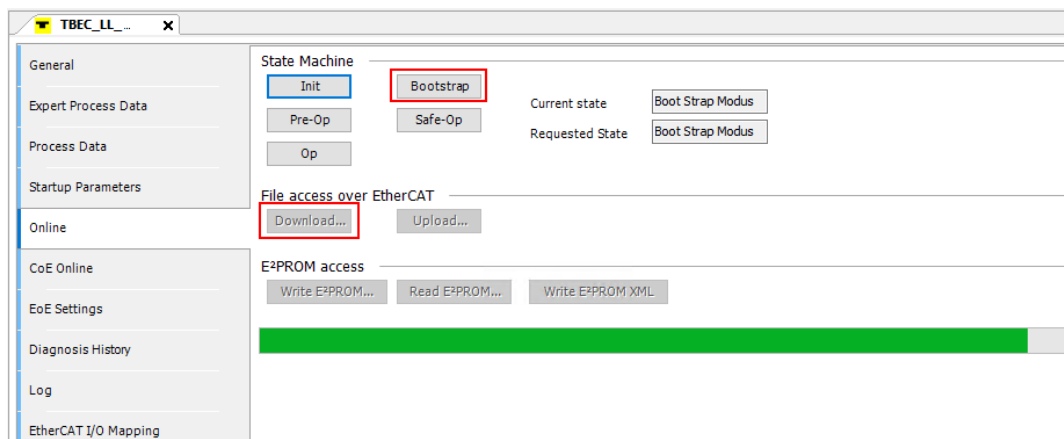 TBEC_LL_...
General
Expert Process Data
Process Data
Startup Parameters
Online
CoE Online
EoE Settings
Diagnosis History
Log
EtherCAT I/O Mapping
State Machine
Init
Bootstrap
Pre-Op
Safe-Op
Op
Current state
Boot Strap Modus
Requested State
Boot Strap Modus
File access over EtherCAT
Download...
Upload...
E²PROM access
Write E²PROM...
Read E²PROM...
Write E²PROM XML